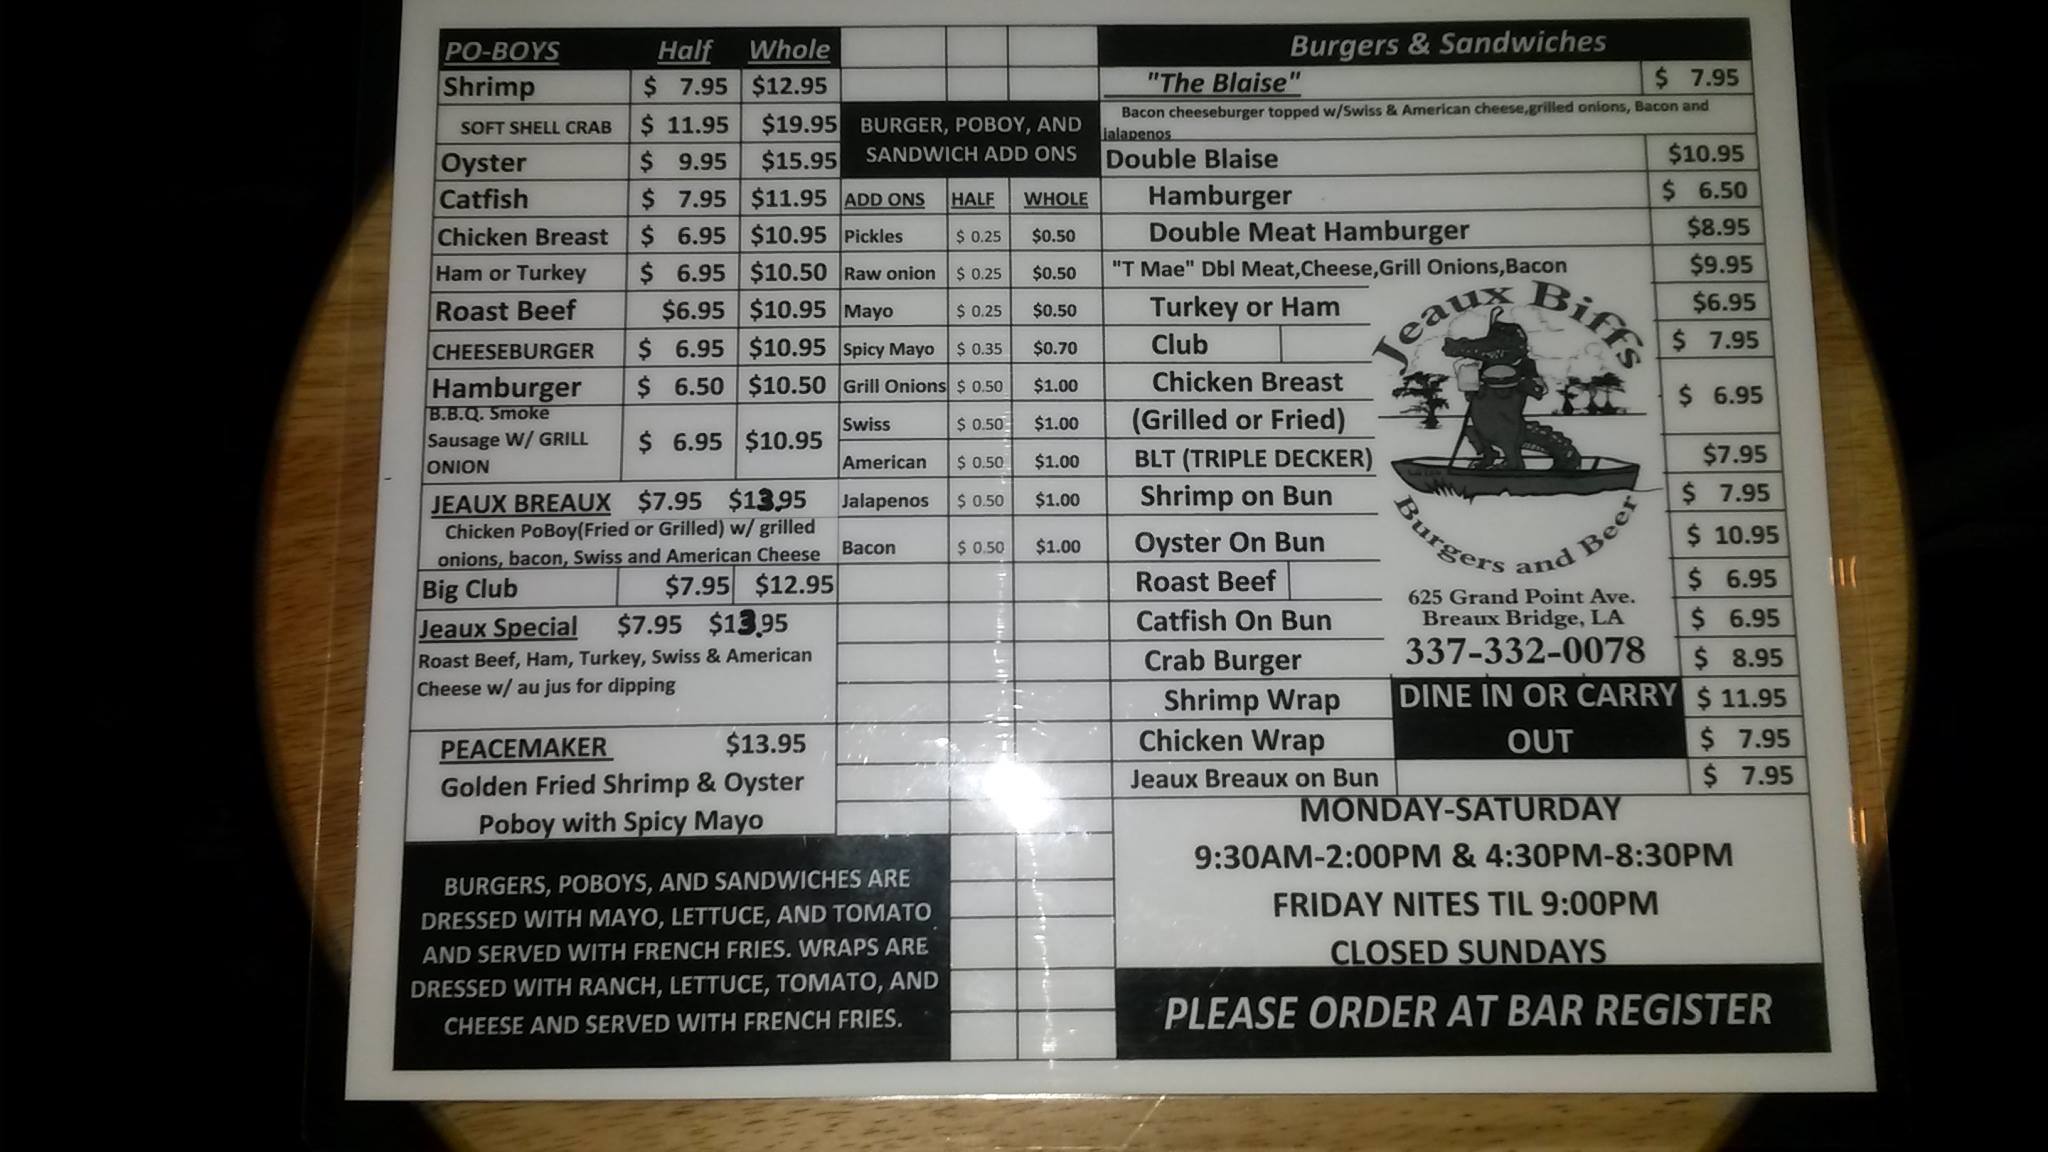 PO-BOYS Half Whole
Shrimp $ 7.95 $12.95
SOFT SHELL CRAB $ 11.95 $19.95
Oyster $ 9.95 $15.95
Catfish $ 7.95 $11.95
Chicken Breast $ 6.95 $10.95
Ham or Turkey $ 6.95 $10.50
Roast Beef $6.95 $10.95
CHEESEBURGER $ 6.95 $10.95
Hamburger $ 6.50 $10.50
B.B.Q. Smoke
Sausage W/ GRILL $ 6.95 $10.95
ONION
JEAUX BREAUX $7.95 $13.95
Chicken PoBoy(Fried or Grilled) w/ grilled
onions, bacon, Swiss and American Cheese
Big Club $7.95 $12.95
Jeaux Special $7.95 $13.95
Roast Beef, Ham, Turkey, Swiss & American
Cheese w/ au jus for dipping
PEACEMAKER $13.95
Golden Fried Shrimp & Oyster
Poboy with Spicy Mayo
BURGERS, POBOYS, AND SANDWICHES ARE
DRESSED WITH MAYO, LETTUCE, AND TOMATO
AND SERVED WITH FRENCH FRIES. WRAPS ARE
DRESSED WITH RANCH, LETTUCE, TOMATO, AND
CHEESE AND SERVED WITH FRENCH FRIES.
BURGER, POBOY, AND
SANDWICH ADD ONS
ADD ONS HALF WHOLE
Pickles $ 0.25 $0.50
Raw onion $ 0.25 $0.50
Mayo $ 0.25 $0.50
Spicy Mayo $ 0.35 $0.70
Grill Onions $ 0.50 $1.00
Swiss $ 0.50 $1.00
American $ 0.50 $1.00
Jalapenos $ 0.50 $1.00
Bacon $ 0.50 $1.00
Burgers & Sandwiches
"The Blaise" $ 7.95
Bacon cheeseburger topped w/Swiss & American cheese,grilled onions, Bacon and
jalapenos
Double Blaise $10.95
Hamburger $ 6.50
Double Meat Hamburger $8.95
"T Mae" Dbl Meat,Cheese,Grill Onions,Bacon $9.95
Turkey or Ham $6.95
Club $ 7.95
Chicken Breast
(Grilled or Fried) $ 6.95
BLT (TRIPLE DECKER) $7.95
Shrimp on Bun $ 7.95
Oyster On Bun $ 10.95
Roast Beef $ 6.95
Catfish On Bun $ 6.95
Crab Burger $ 8.95
Shrimp Wrap $ 11.95
Chicken Wrap $ 7.95
Jeaux Breaux on Bun $ 7.95
Jeaux Biffs
Burgers and Beer
625 Grand Point Ave.
Breaux Bridge, LA
337-332-0078
DINE IN OR CARRY
OUT
MONDAY-SATURDAY
9:30AM-2:00PM & 4:30PM-8:30PM
FRIDAY NITES TIL 9:00PM
CLOSED SUNDAYS
PLEASE ORDER AT BAR REGISTER